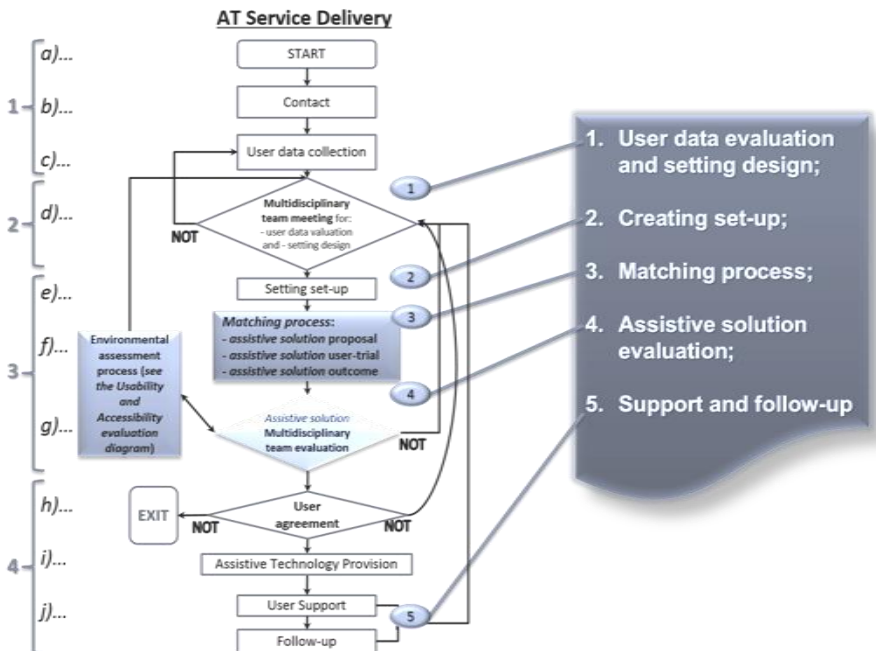 AT Service Delivery
a)...
START
1
b)...
Contact
c)...
User data collection
1
2
d)...
Multidisciplinary
team meeting for:
- user data valuation
and - setting design
NOT
2
e)...
Setting set-up
3
3
f)...
Matching process:
- assistive solution proposal
- assistive solution user-trial
- assistive solution outcome
Environmental
assessment
process (see
the Usability
and
Accessibility
evaluation
diagram)
4
g)...
Assistive solution
Multidisciplinary
team evaluation
NOT
4
h)...
EXIT
NOT
User
agreement
NOT
i)...
Assistive Technology Provision
j)...
User Support
5
Follow-up
1. User data evaluation
and setting design;
2. Creating set-up;
3. Matching process;
4. Assistive solution
evaluation;
5. Support and follow-up